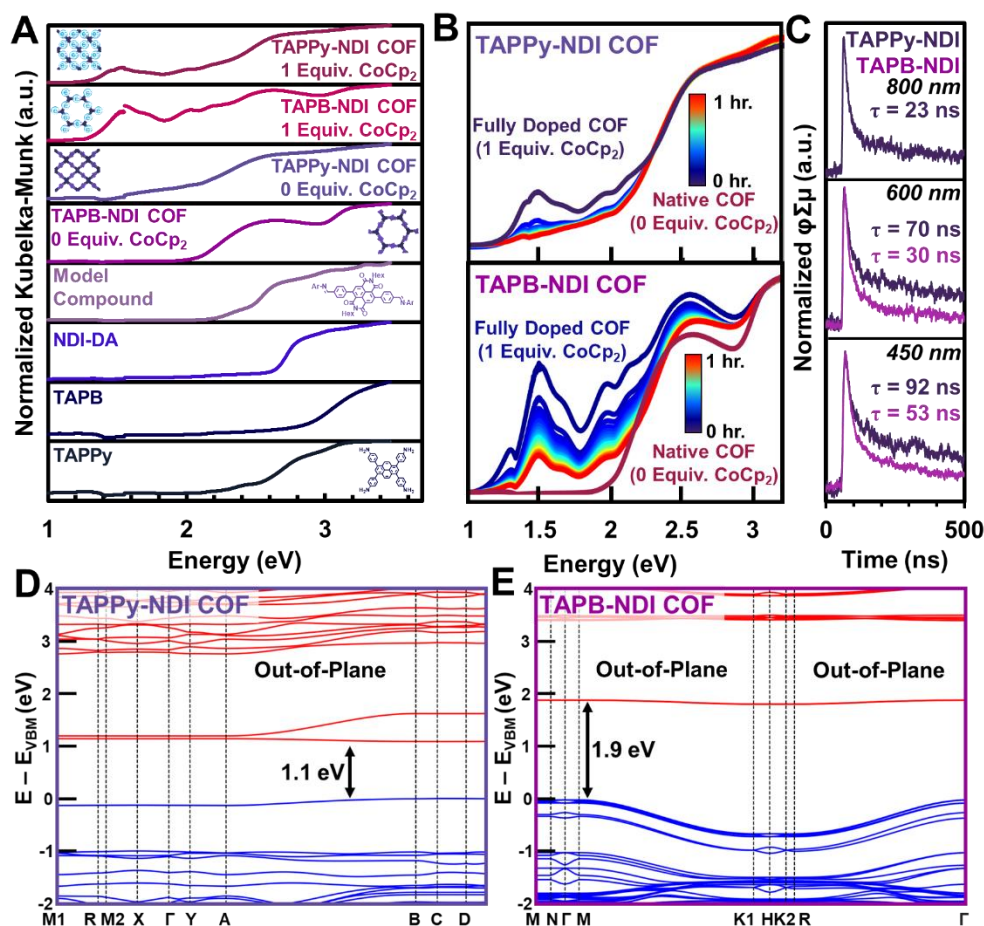 A
Normalized Kubelka-Munk (a.u.)
TAPPy-NDI COF
1 Equiv. CoCp₂
TAPB-NDI COF
1 Equiv. CoCp₂
TAPPy-NDI COF
0 Equiv. CoCp₂
TAPB-NDI COF
0 Equiv. CoCp₂
Model
Compound
NDI-DA
TAPB
TAPPy
1 2 3
Energy (eV)
B
TAPPy-NDI COF
1 hr.
Fully Doped COF
(1 Equiv. CoCp₂)
0 hr.
Native COF
(0 Equiv. CoCp₂)
TAPB-NDI COF
Fully Doped COF
(1 Equiv. CoCp₂)
1 hr.
0 hr.
Native COF
(0 Equiv. CoCp₂)
1 1.5 2 2.5 3
Energy (eV)
C
Normalized φΣμ (a.u.)
TAPPy-NDI
TAPB-NDI
800 nm
τ = 23 ns
600 nm
τ = 70 ns
τ = 30 ns
450 nm
τ = 92 ns
τ = 53 ns
0 500
Time (ns)
D
TAPPy-NDI COF
E – E_VBM (eV)
4
3
2
1
0
-1
-2
Out-of-Plane
1.1 eV
M1 R M2 X Γ Y A B C D
E
TAPB-NDI COF
E – E_VBM (eV)
4
3
2
1
0
-1
-2
Out-of-Plane Out-of-Plane
1.9 eV
M N Γ M K1 H K2 R Γ